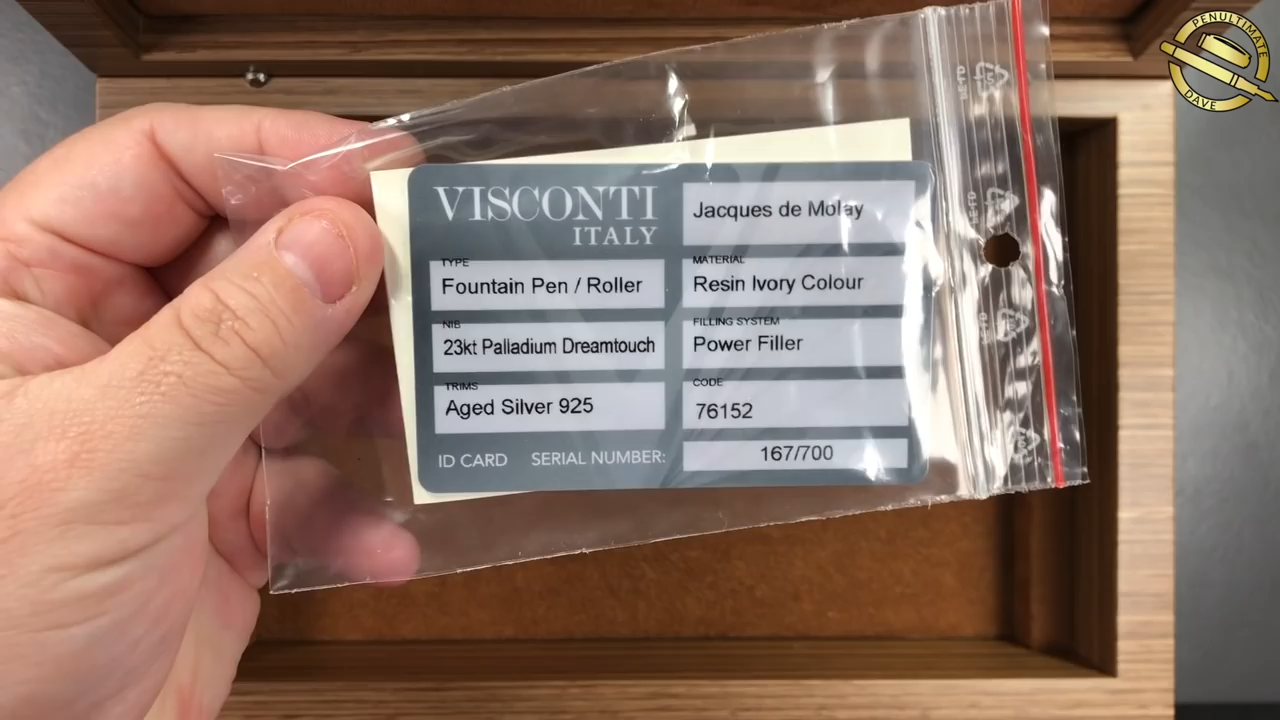 PENULTIMATE
DAVE
VISCONTI
ITALY
Jacques de Molay
TYPE
Fountain Pen / Roller
MATERIAL
Resin Ivory Colour
NIB
23kt Palladium Dreamtouch
FILLING SYSTEM
Power Filler
TRIMS
Aged Silver 925
CODE
76152
ID CARD SERIAL NUMBER:
167/700